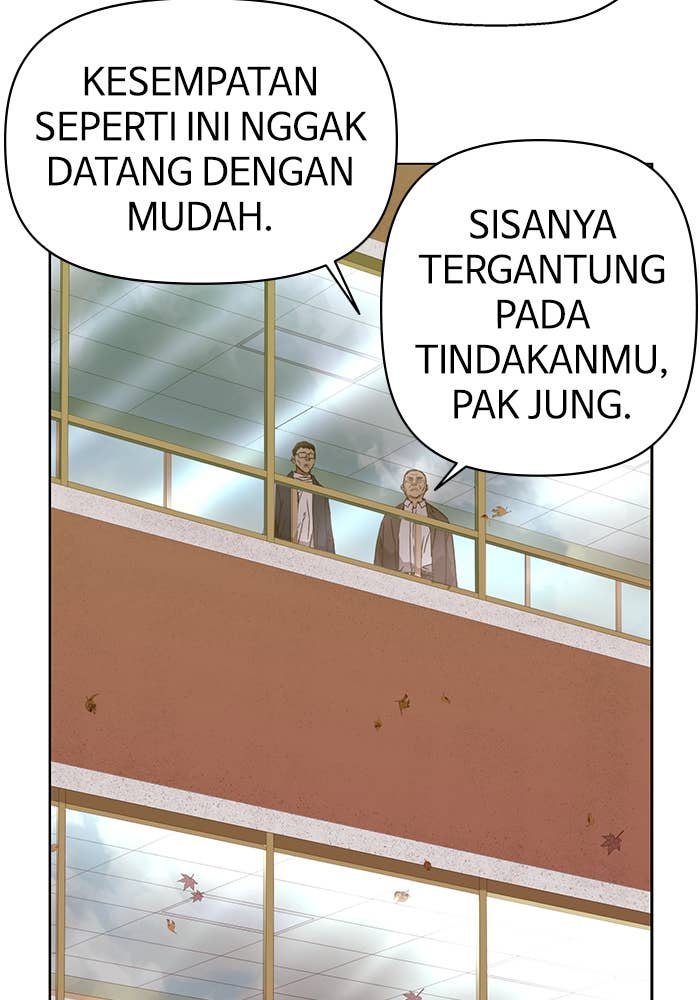 KESEMPATAN
SEPERTI INI NGGAK
DATANG DENGAN
MUDAH.
SISANYA
TERGANTUNG
PADA
TINDAKANMU,
PAK JUNG.